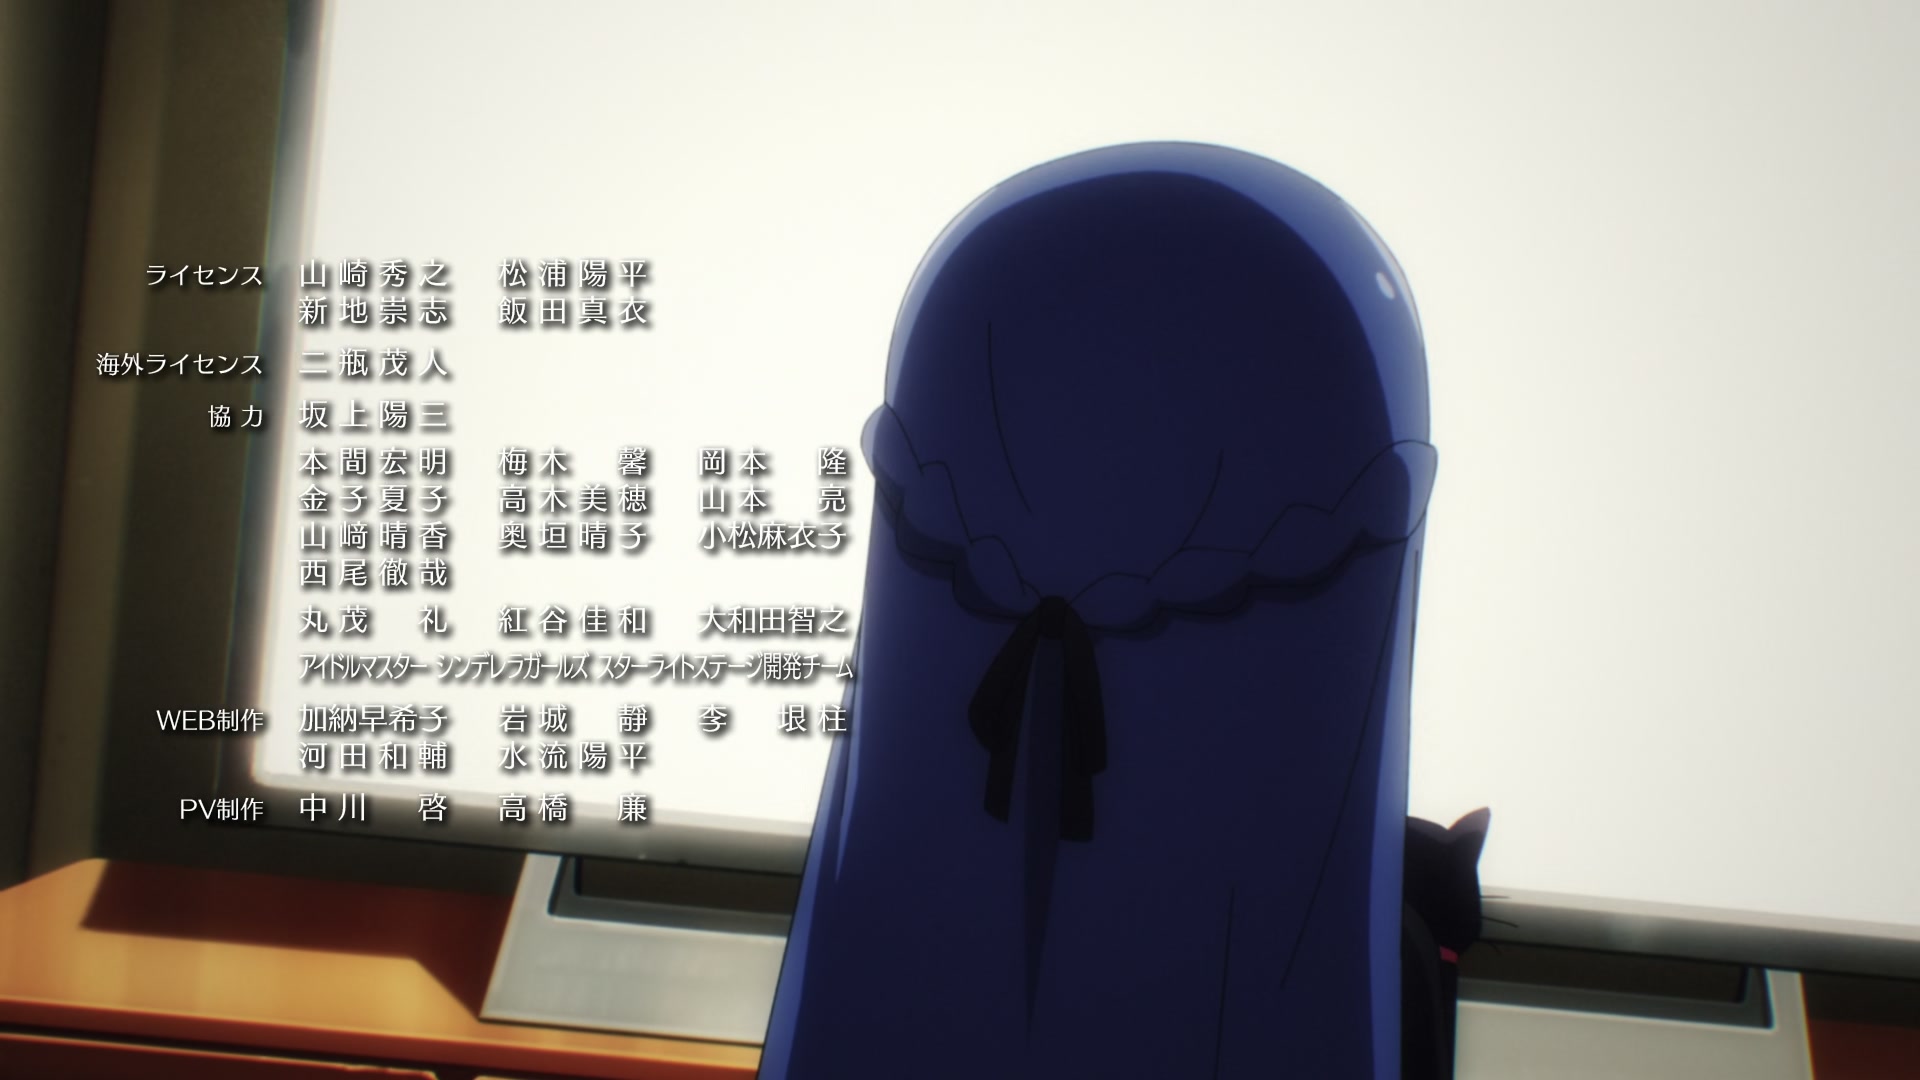 ライセンス 山崎秀之 松浦陽平
新地崇志 飯田真衣
海外ライセンス 二瓶茂人
協力 坂上陽三
本間宏明 梅木馨 岡本隆
金子夏子 高木美穂 山本亮
山﨑晴香 奥垣晴子 小松麻衣子
西尾徹哉
丸茂礼 紅谷佳和 大和田智之
アイドルマスター シンデレラガールズ スターライトステージ開発チーム
WEB制作 加納早希子 岩城靜 李垠柱
河田和輔 水流陽平
PV制作 中川啓 高橋廉